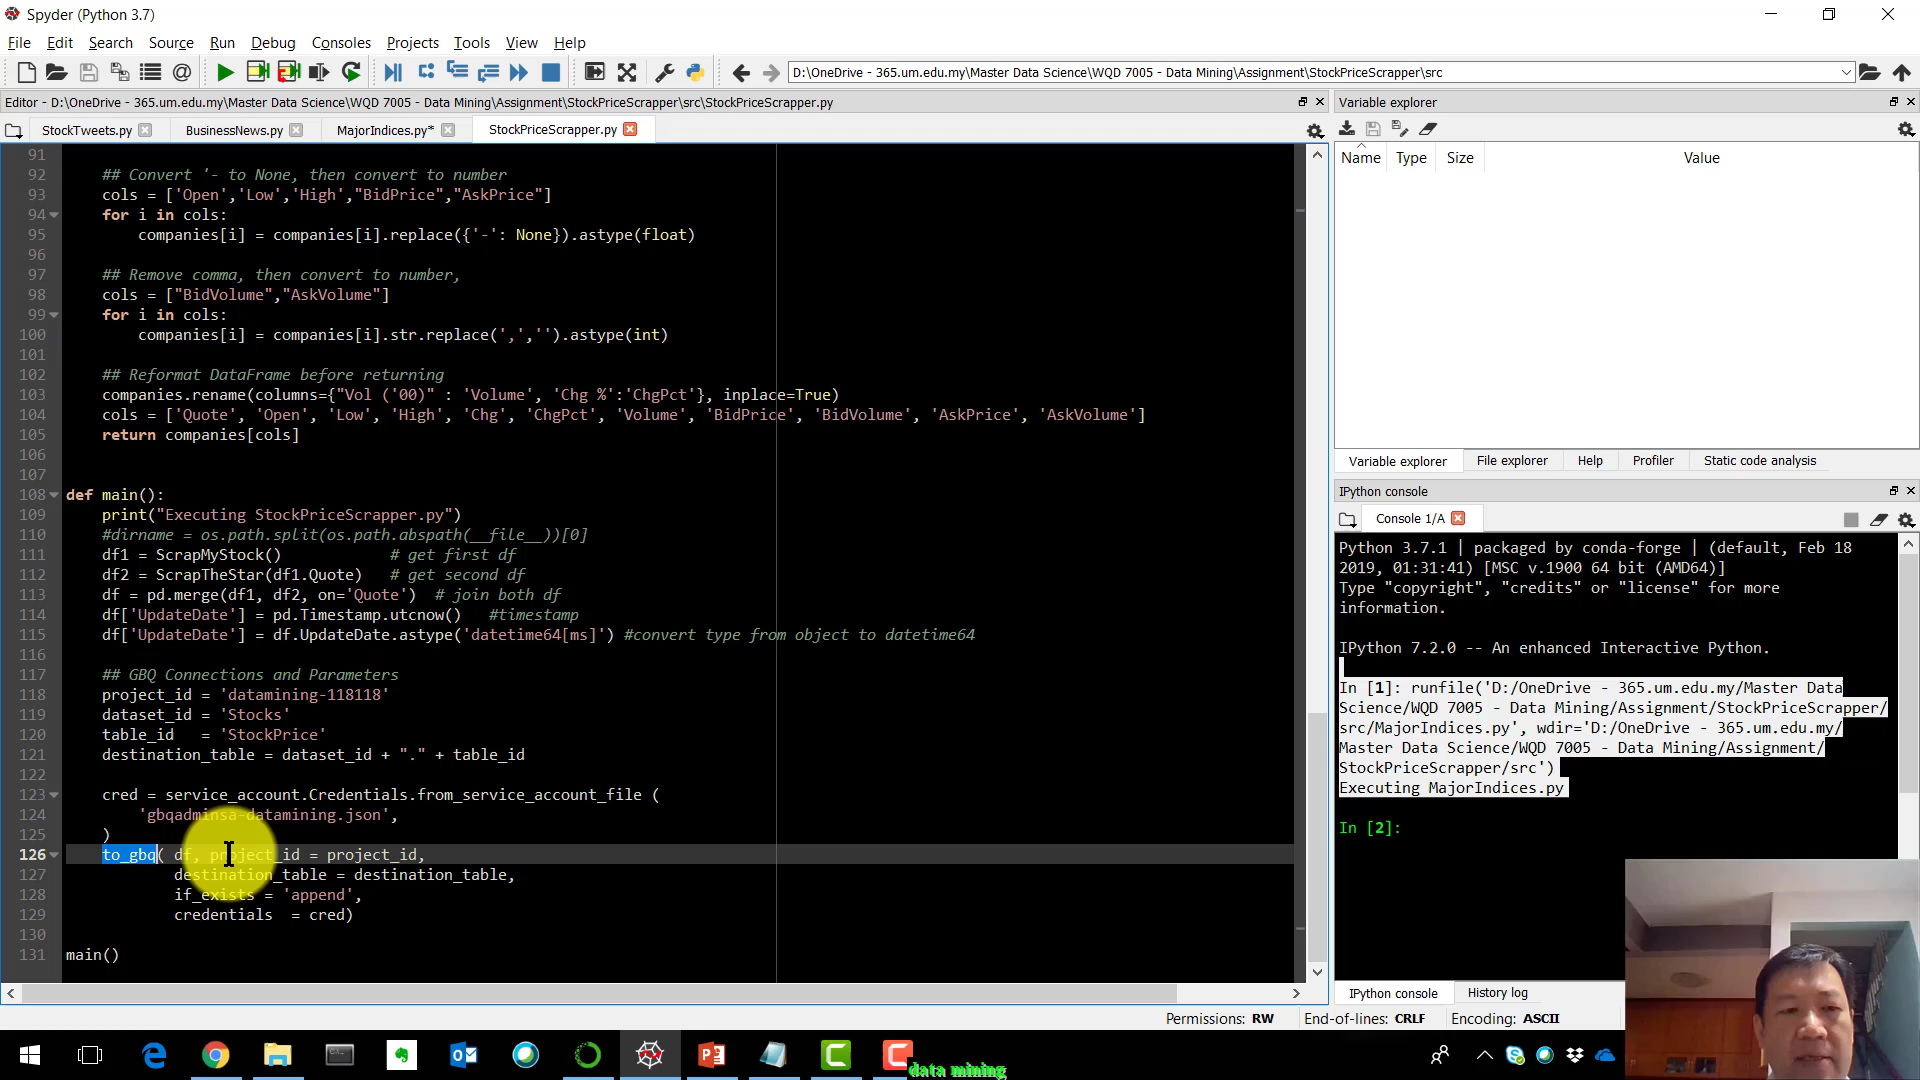 Spyder (Python 3.7)
File Edit Search Source Run Debug Consoles Projects Tools View Help
D:\OneDrive - 365.um.edu.my\Master Data Science\WQD 7005 - Data Mining\Assignment\StockPriceScrapper\src
Editor - D:\OneDrive - 365.um.edu.my\Master Data Science\WQD 7005 - Data Mining\Assignment\StockPriceScrapper\src\StockPriceScrapper.py
StockTweets.py BusinessNews.py MajorIndices.py* StockPriceScrapper.py
91
92 ## Convert '- to None, then convert to number
93 cols = ['Open','Low','High',"BidPrice","AskPrice"]
94 for i in cols:
95 companies[i] = companies[i].replace({'-': None}).astype(float)
96
97 ## Remove comma, then convert to number,
98 cols = ["BidVolume","AskVolume"]
99 for i in cols:
100 companies[i] = companies[i].str.replace(',','').astype(int)
101
102 ## Reformat DataFrame before returning
103 companies.rename(columns={"Vol ('00)" : 'Volume', 'Chg %':'ChgPct'}, inplace=True)
104 cols = ['Quote', 'Open', 'Low', 'High', 'Chg', 'ChgPct', 'Volume', 'BidPrice', 'BidVolume', 'AskPrice', 'AskVolume']
105 return companies[cols]
106
107
108 def main():
109 print("Executing StockPriceScrapper.py")
110 #dirname = os.path.split(os.path.abspath(__file__))[0]
111 df1 = ScrapMyStock() # get first df
112 df2 = ScrapTheStar(df1.Quote) # get second df
113 df = pd.merge(df1, df2, on='Quote') # join both df
114 df['UpdateDate'] = pd.Timestamp.utcnow() #timestamp
115 df['UpdateDate'] = df.UpdateDate.astype('datetime64[ms]') #convert type from object to datetime64
116
117 ## GBQ Connections and Parameters
118 project_id = 'datamining-118118'
119 dataset_id = 'Stocks'
120 table_id = 'StockPrice'
121 destination_table = dataset_id + "." + table_id
122
123 cred = service_account.Credentials.from_service_account_file (
124 'gbqadminsa-datamining.json',
125 )
126 to_gbq( df, project_id = project_id,
127 destination_table = destination_table,
128 if_exists = 'append',
129 credentials = cred)
130
131 main()
Permissions: RW End-of-lines: CRLF Encoding: ASCII
Variable explorer
Name Type Size Value
Variable explorer File explorer Help Profiler Static code analysis
IPython console
Console 1/A
Python 3.7.1 | packaged by conda-forge | (default, Feb 18
2019, 01:31:41) [MSC v.1900 64 bit (AMD64)]
Type "copyright", "credits" or "license" for more
information.
IPython 7.2.0 -- An enhanced Interactive Python.
In [1]: runfile('D:/OneDrive - 365.um.edu.my/Master Data
Science/WQD 7005 - Data Mining/Assignment/StockPriceScrapper/
src/MajorIndices.py', wdir='D:/OneDrive - 365.um.edu.my/
Master Data Science/WQD 7005 - Data Mining/Assignment/
StockPriceScrapper/src')
Executing MajorIndices.py
In [2]:
IPython console History log
data mining